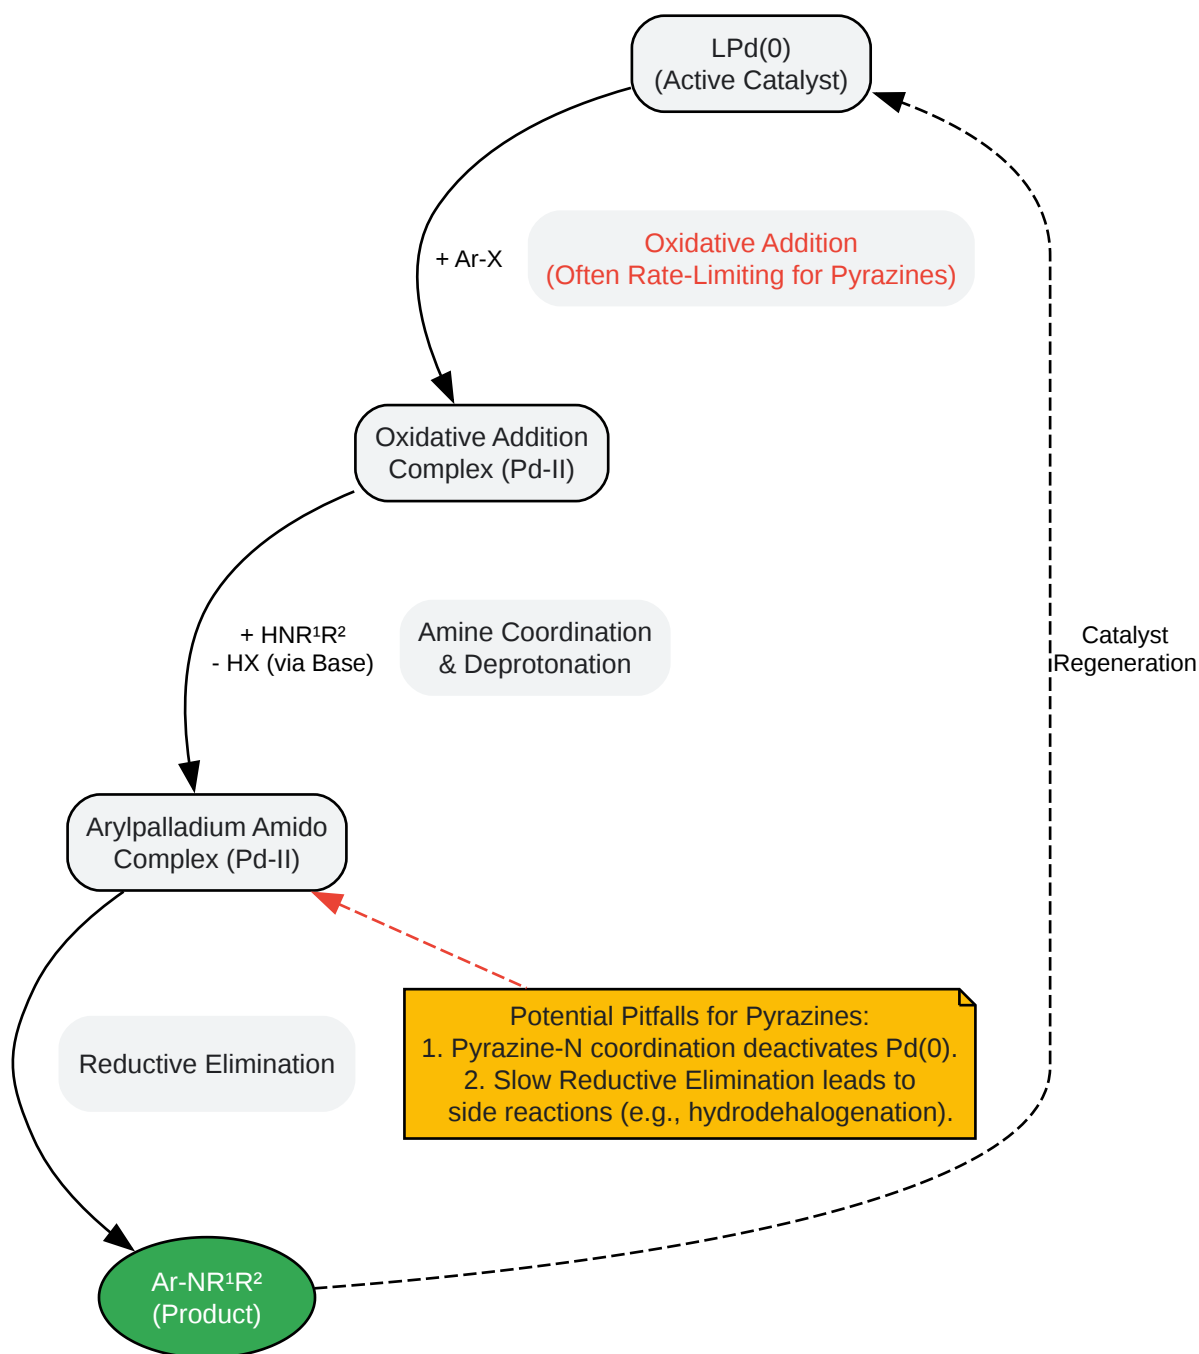 LPd(0)
(Active Catalyst)
+ Ar-X
Oxidative Addition
(Often Rate-Limiting for Pyrazines)
Oxidative Addition
Complex (Pd-II)
+ HNR¹R²
- HX (via Base)
Amine Coordination
& Deprotonation
Catalyst
Regeneration
Arylpalladium Amido
Complex (Pd-II)
Reductive Elimination
Potential Pitfalls for Pyrazines:
1. Pyrazine-N coordination deactivates Pd(0).
2. Slow Reductive Elimination leads to
side reactions (e.g., hydrodehalogenation).
Ar-NR¹R²
(Product)